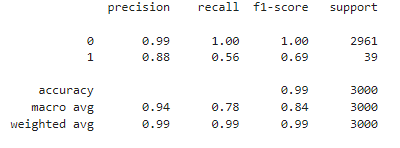 precision recall f1-score support
0 0.99 1.00 1.00 2961
1 0.88 0.56 0.69 39
accuracy 0.99 3000
macro avg 0.94 0.78 0.84 3000
weighted avg 0.99 0.99 0.99 3000